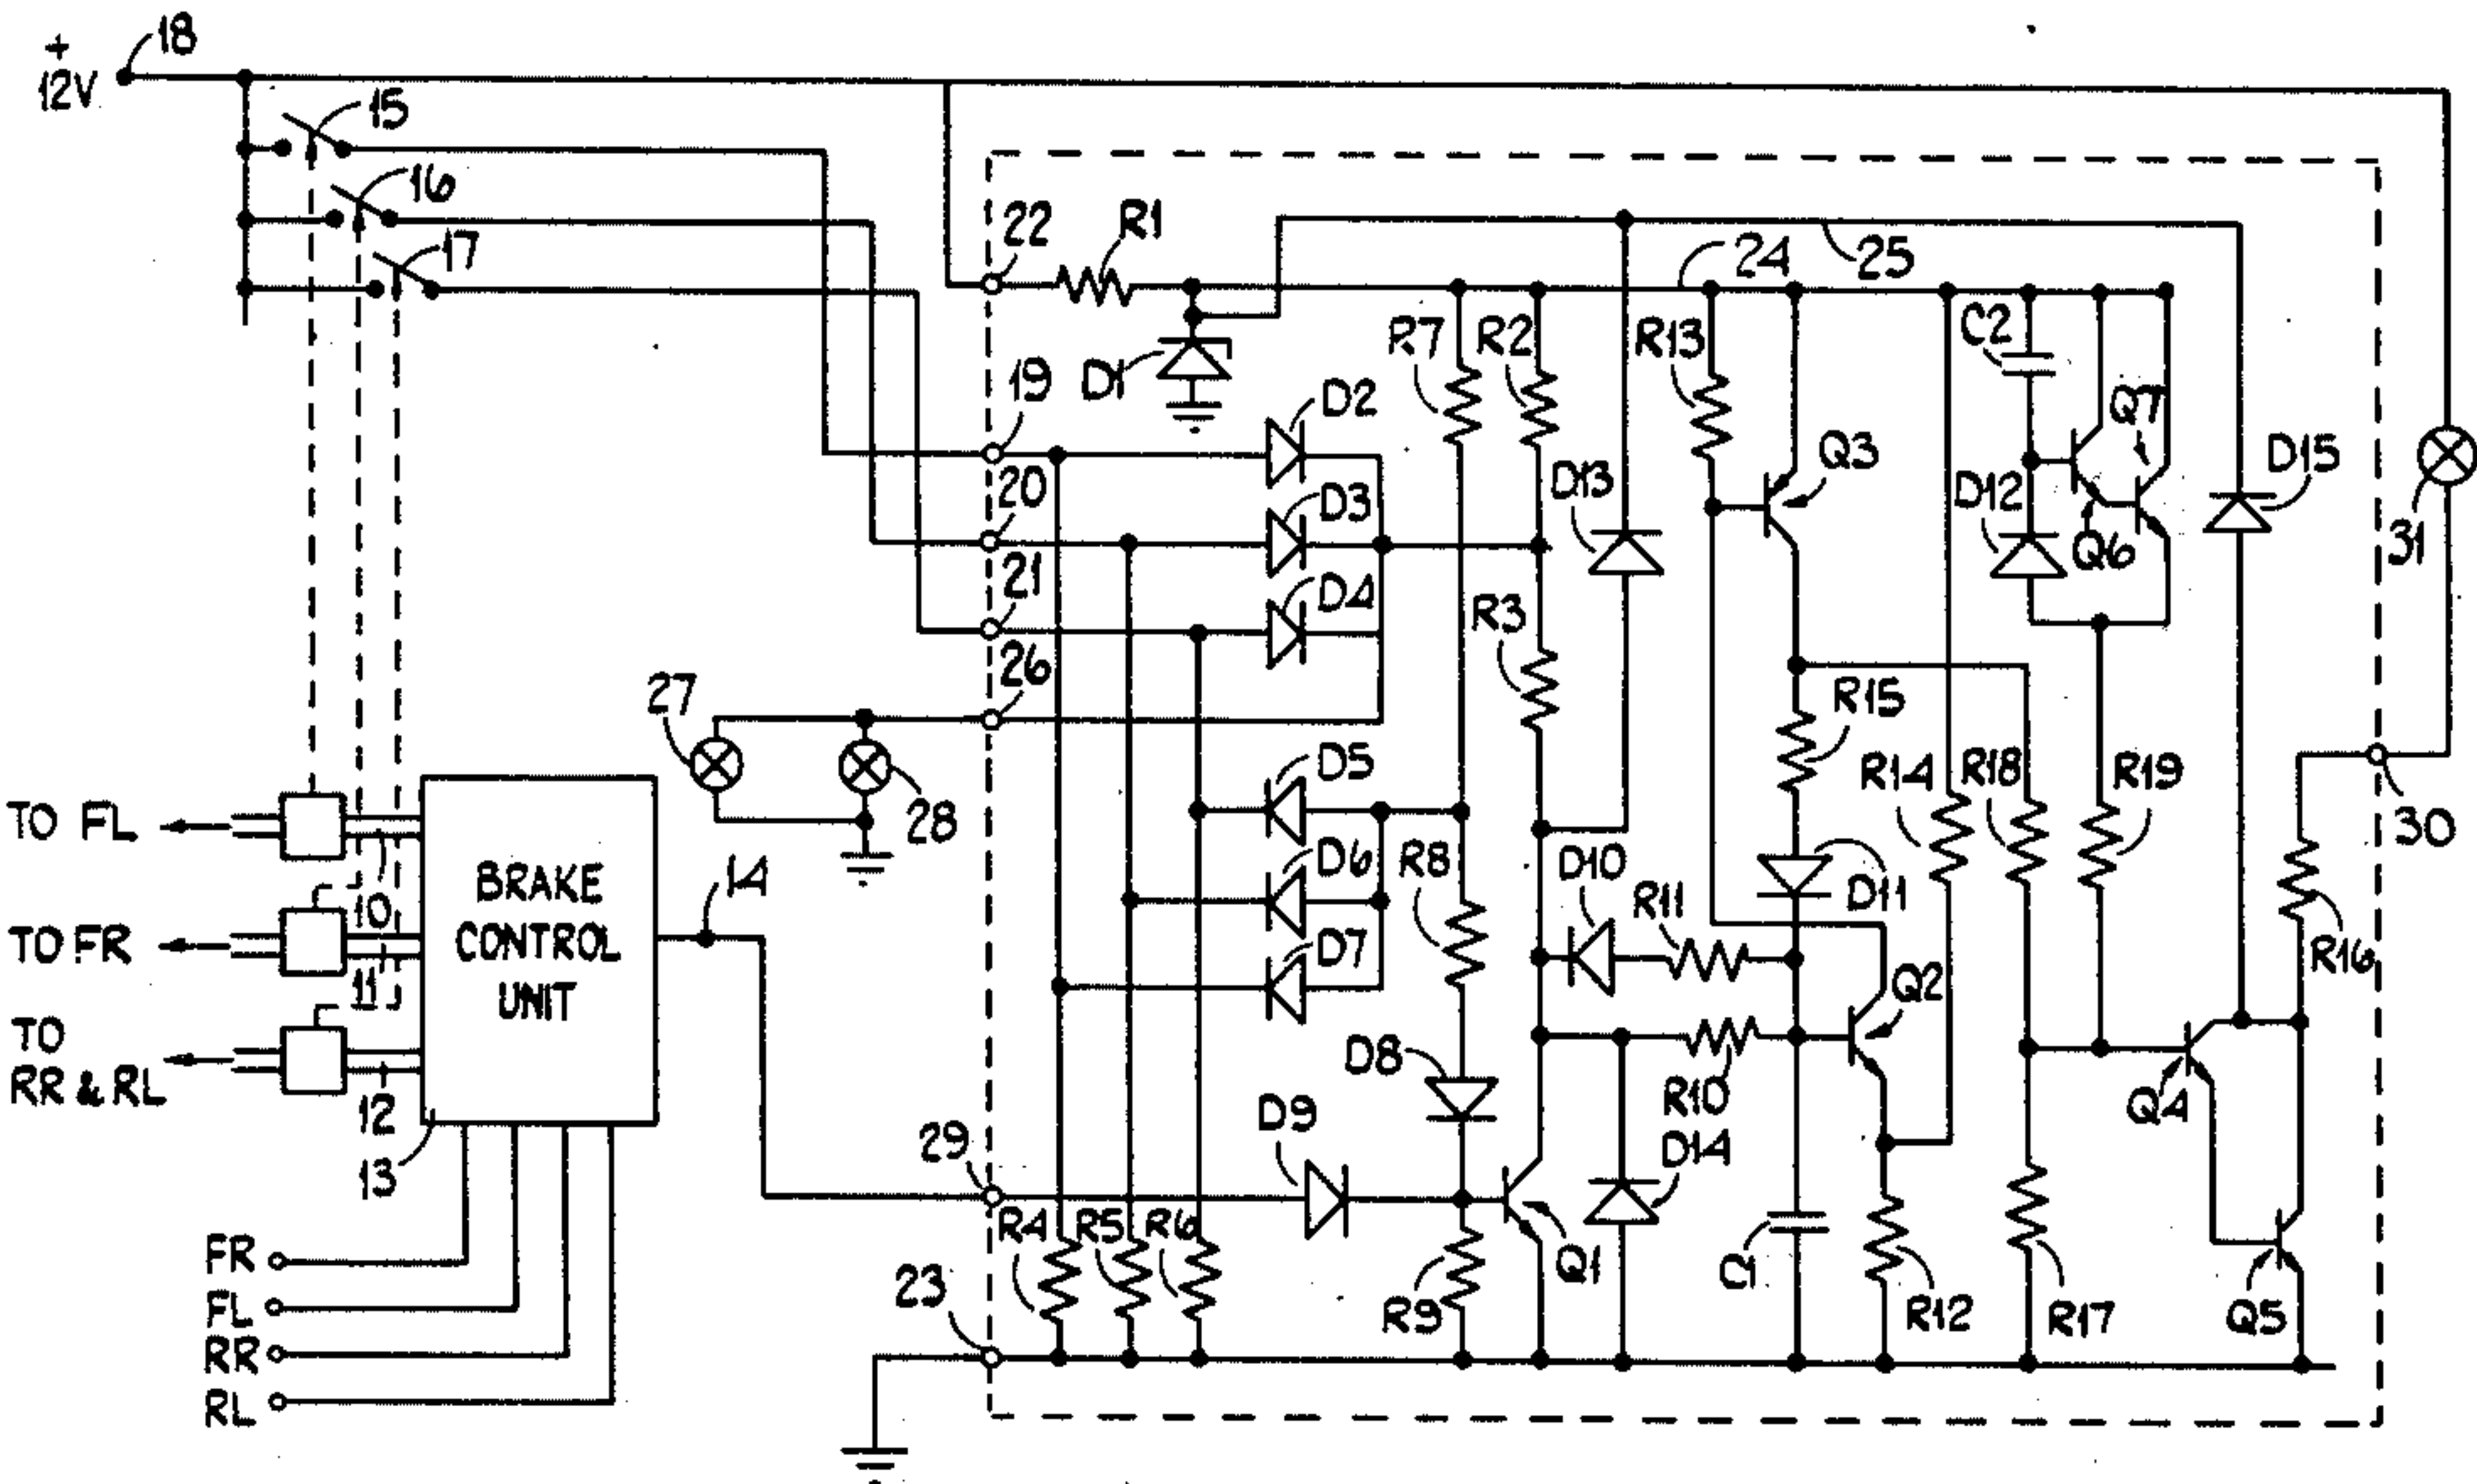 18
+
12V
15
16
17
22
R1
24
25
19
D1
R7
R2
R13
C2
Q7
D2
Q3
D15
20
D3
D13
D12
Q6
31
21
D4
R3
26
27
R15
D5
R14
R18
R19
30
TO FL
28
D6
R8
D10
R11
D11
10
BRAKE
CONTROL
UNIT
14
TO FR
11
D7
Q2
R16
TO
RR & RL
12
D8
R10
Q4
13
29
D9
D14
FR
R4
R5
R6
Q1
C1
FL
23
R9
R12
R17
Q5
RR
RL